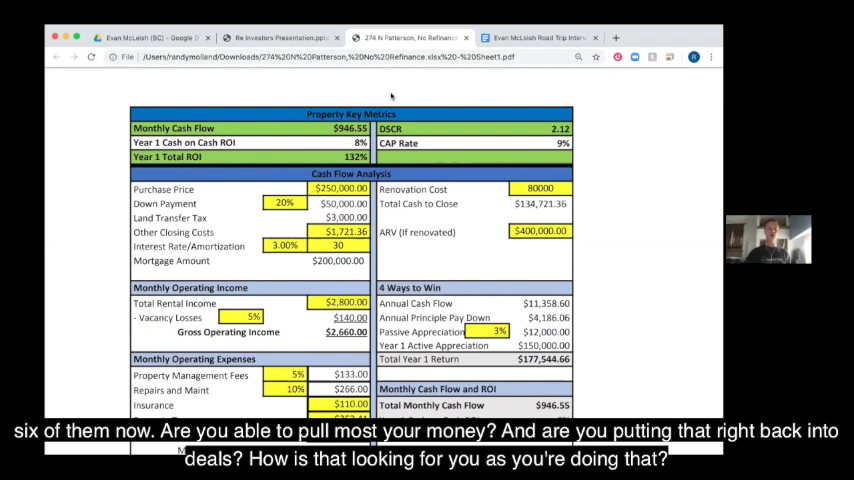 Evan McLeish (BC) - Google D
Re Investors Presentation.pptx
274 N Patterson, No Refinance
Evan McLeish Road Trip Interv
File
/Users/randymolland/Downloads/274%20N%20Patterson,%20No%20Refinance.xlsx%20-%20Sheet1.pdf
Property Key Metrics
Monthly Cash Flow $946.55 DSCR 2.12
Year 1 Cash on Cash ROI 8% CAP Rate 9%
Year 1 Total ROI 132%
Cash Flow Analysis
Purchase Price $250,000.00 Renovation Cost 80000
Down Payment 20% $50,000.00 Total Cash to Close $134,721.36
Land Transfer Tax $3,000.00
Other Closing Costs $1,721.36 ARV (If renovated) $400,000.00
Interest Rate/Amortization 3.00% 30
Mortgage Amount $200,000.00
Monthly Operating Income 4 Ways to Win
Total Rental Income $2,800.00 Annual Cash Flow $11,358.60
- Vacancy Losses 5% $140.00 Annual Principle Pay Down $4,186.06
Gross Operating Income $2,660.00 Passive Appreciation 3% $12,000.00
Year 1 Active Appreciation $150,000.00
Monthly Operating Expenses Total Year 1 Return $177,544.66
Property Management Fees 5% $133.00
Repairs and Maint 10% $266.00 Monthly Cash Flow and ROI
Insurance $110.00 Total Monthly Cash Flow $946.55
six of them now. Are you able to pull most your money? And are you putting that right back into
deals? How is that looking for you as you're doing that?